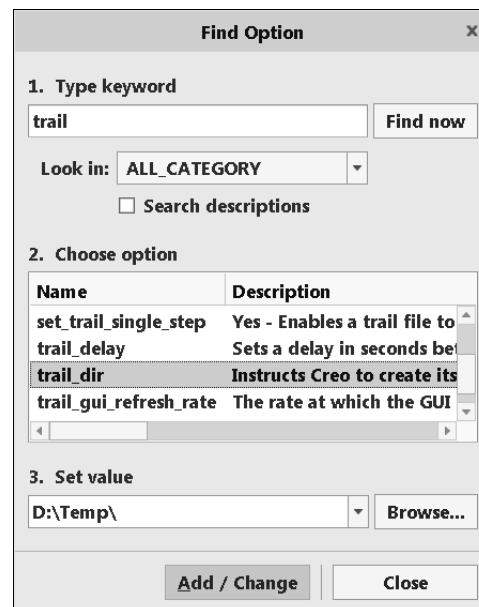 Find Option x
1. Type keyword
trail Find now
Look in: ALL_CATEGORY
Search descriptions
2. Choose option
Name Description
set_trail_single_step Yes - Enables a trail file to
trail_delay Sets a delay in seconds bet
trail_dir Instructs Creo to create its
trail_gui_refresh_rate The rate at which the GUI
3. Set value
D:\Temp\ Browse...
Add / Change Close